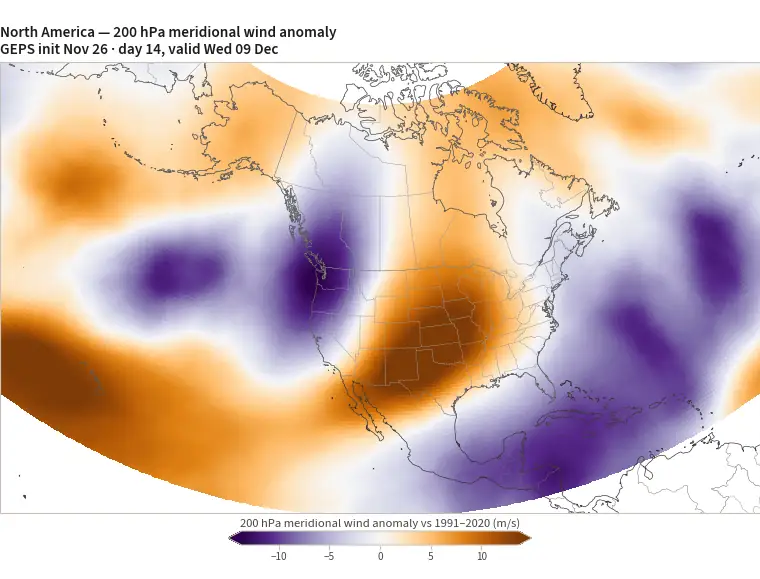 North America — 200 hPa meridional wind anomaly
GEPS init Nov 26 · day 14, valid Wed 09 Dec
200 hPa meridional wind anomaly vs 1991–2020 (m/s)
−10 −5 0 5 10